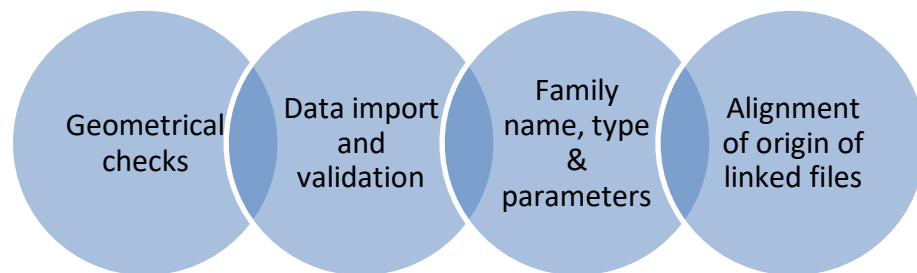 Geometrical
checks
Data import
and
validation
Family
name, type
&
parameters
Alignment
of origin of
linked files